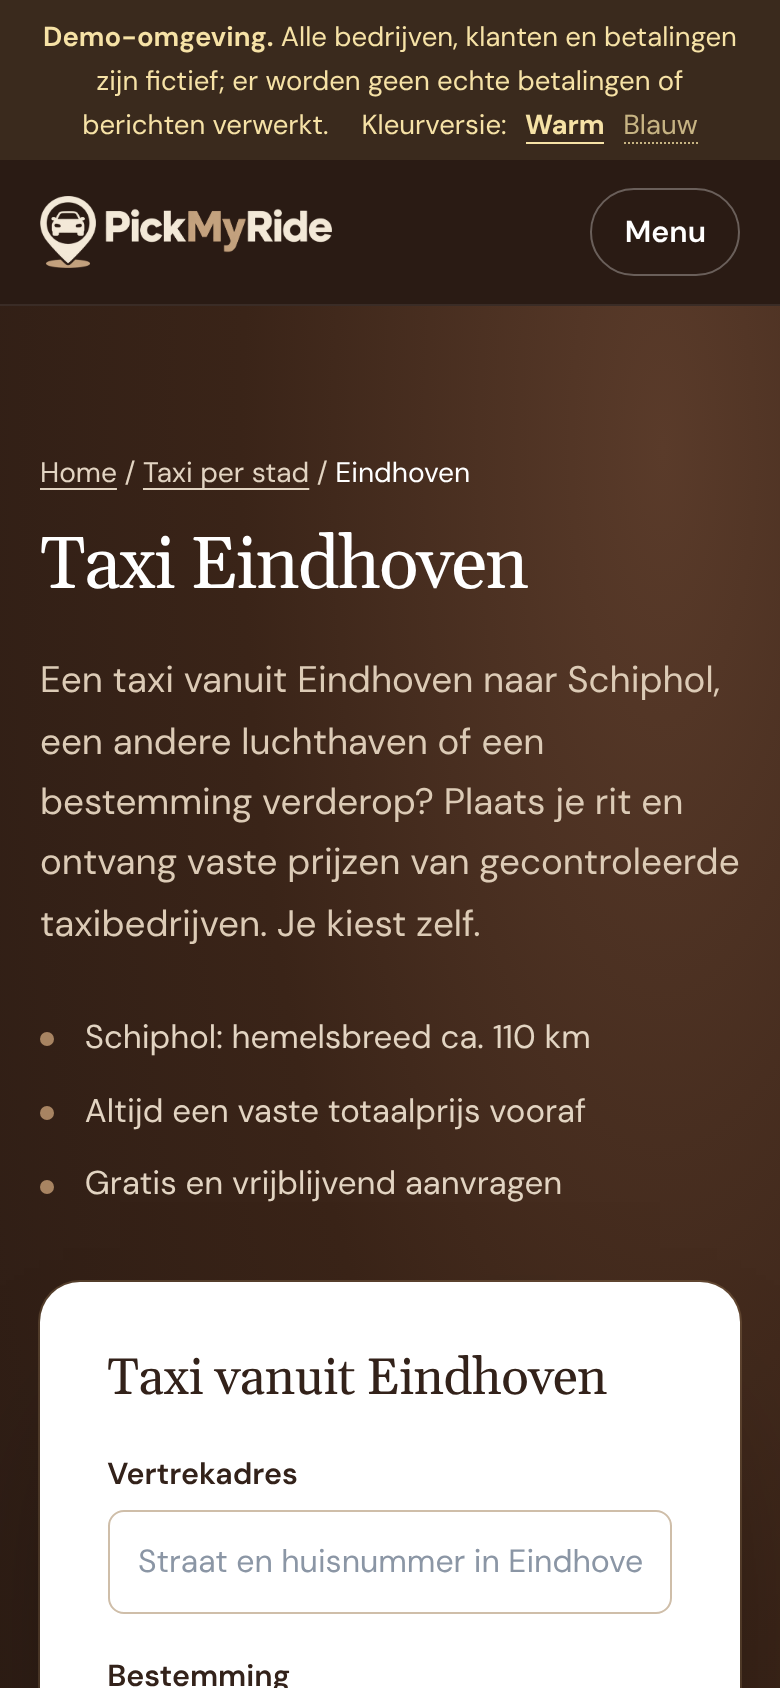 Demo-omgeving. Alle bedrijven, klanten en betalingen
zijn fictief; er worden geen echte betalingen of
berichten verwerkt. Kleurversie: Warm Blauw
PickMyRide
Menu
Home / Taxi per stad / Eindhoven
Taxi Eindhoven
Een taxi vanuit Eindhoven naar Schiphol,
een andere luchthaven of een
bestemming verderop? Plaats je rit en
ontvang vaste prijzen van gecontroleerde
taxibedrijven. Je kiest zelf.
Schiphol: hemelsbreed ca. 110 km
Altijd een vaste totaalprijs vooraf
Gratis en vrijblijvend aanvragen
Taxi vanuit Eindhoven
Vertrekadres
Straat en huisnummer in Eindhove
Bestemming